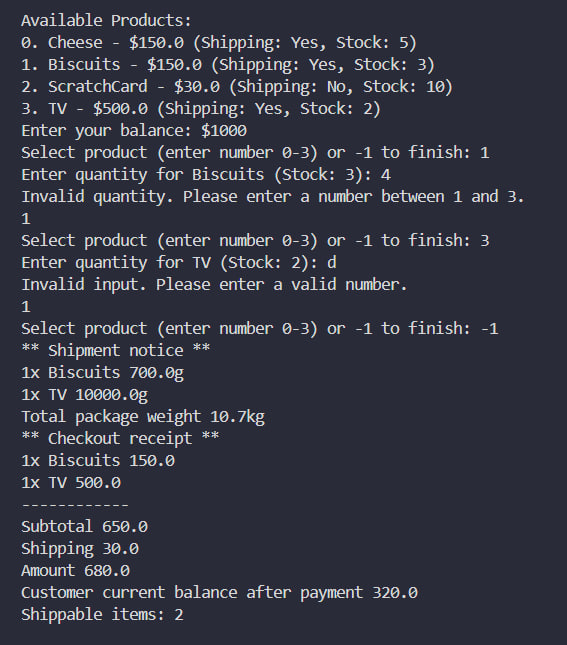 Available Products:
0. Cheese - $150.0 (Shipping: Yes, Stock: 5)
1. Biscuits - $150.0 (Shipping: Yes, Stock: 3)
2. ScratchCard - $30.0 (Shipping: No, Stock: 10)
3. TV - $500.0 (Shipping: Yes, Stock: 2)
Enter your balance: $1000
Select product (enter number 0-3) or -1 to finish: 1
Enter quantity for Biscuits (Stock: 3): 4
Invalid quantity. Please enter a number between 1 and 3.
1
Select product (enter number 0-3) or -1 to finish: 3
Enter quantity for TV (Stock: 2): d
Invalid input. Please enter a valid number.
1
Select product (enter number 0-3) or -1 to finish: -1
** Shipment notice **
1x Biscuits 700.0g
1x TV 10000.0g
Total package weight 10.7kg
** Checkout receipt **
1x Biscuits 150.0
1x TV 500.0
------------
Subtotal 650.0
Shipping 30.0
Amount 680.0
Customer current balance after payment 320.0
Shippable items: 2